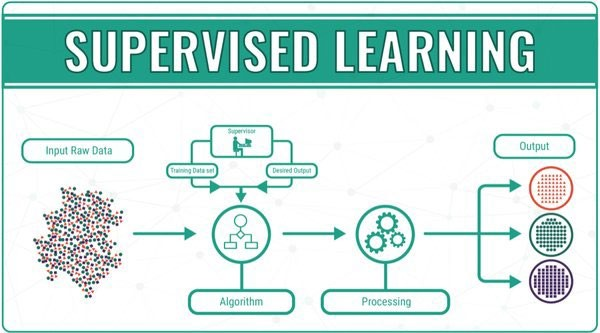 SUPERVISED LEARNING
Input Raw Data
Supervisor
Training Data set
Desired Output
Output
Algorithm
Processing